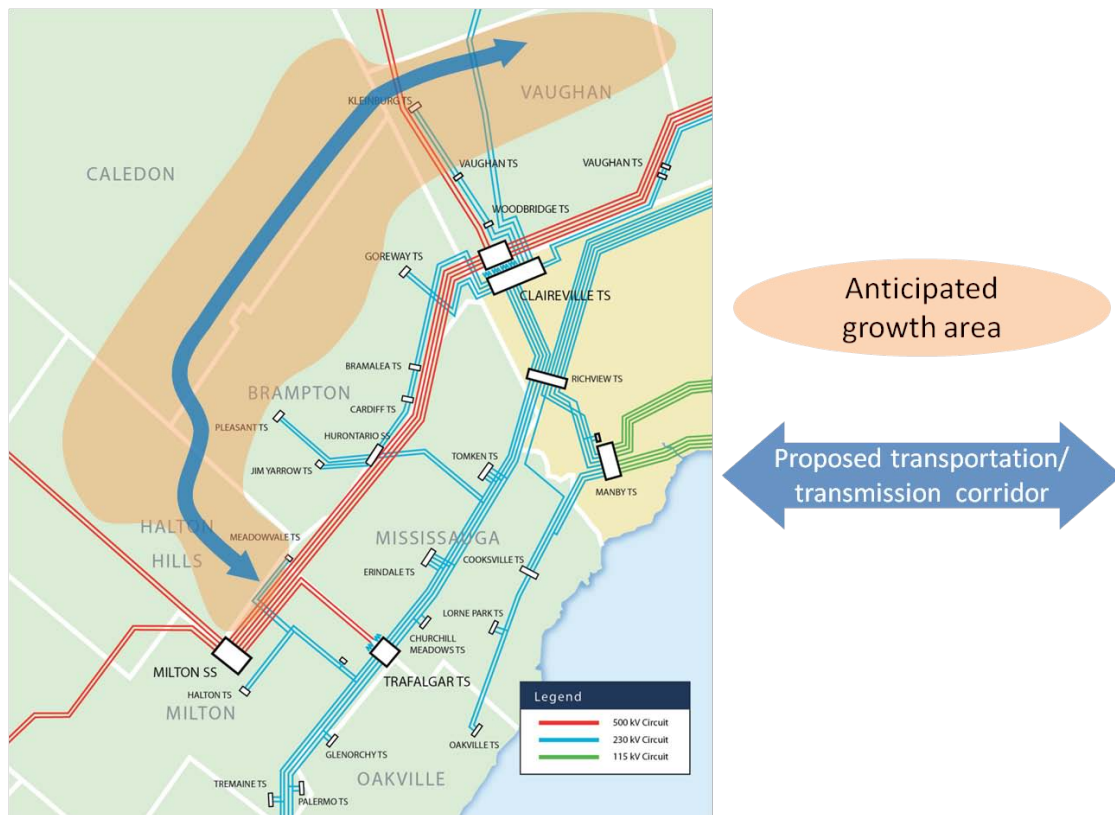 KLEINBURG TS
VAUGHAN
CALEDON
VAUGHAN TS
VAUGHAN TS
WOODBRIDGE TS
GOREWAY TS
CLAIREVILLE TS
BRAMALEA TS
RICHVIEW TS
BRAMPTON
CARDIFF TS
PLEASANT TS
HURONTARIO SS
JIM YARROW TS
TOMKEN TS
MANBY TS
HALTON
HILLS
MEADOWVALE TS
MISSISSAUGA
ERINDALE TS
COOKSVILLE TS
LORNE PARK TS
CHURCHILL
MEADOWS TS
MILTON SS
TRAFALGAR TS
HALTON TS
MILTON
GLENORCHY TS
OAKVILLE TS
OAKVILLE
TREMAINE TS
PALERMO TS
Legend
500 kV Circuit
230 kV Circuit
115 kV Circuit
Anticipated
growth area
Proposed transportation/
transmission corridor